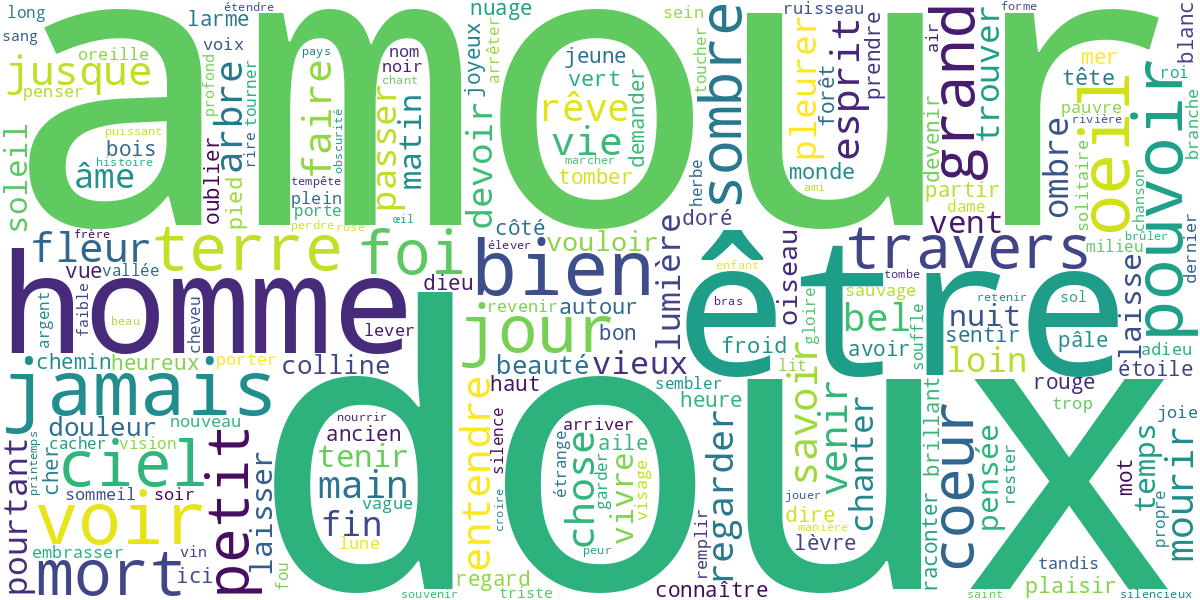 amour
doux
être
homme
bien
jour
jamais
ciel
voir
mort
petit
terre
foi
fleur
travers
grand
oeil
pouvoir
sombre
esprit
pleurer
trouver
coeur
mourir
entendre
regarder
savoir
venir
chanter
long
étendre
sang
larme
nuage
sein
ruisseau
forme
oreille
jusque
penser
voix
profond
tourner
pays
nom
noir
chant
joyeux
arrêter
jeune
vert
rêve
vie
demander
marcher
tomber
toucher
forêt
prendre
air
mer
tête
roi
blanc
pauvre
rivière
branche
puissant
bois
histoire
âme
arbre
rire
faire
obscurité
passer
matin
devoir
soleil
oublier
pied
tempête
plein
porte
perdre
rose
œil
herbe
monde
ami
devenir
partir
dame
vent
ombre
solitaire
chanson
brûler
milieu
dernier
frère
vue
vallée
côté
vouloir
élever
doré
lumière
enfant
oiseau
bras
gloire
tombe
sauvage
bel
avoir
souffle
retenir
nuit
sentir
loin
sol
pâle
élaisse
adieu
étoile
argent
faible
beau
cheveu
dieu
lever
revenir
autour
bon
froid
lit
chemin
heureux
porter
colline
beauté
vieux
haut
sembler
heure
rouge
trop
joie
douleur
nouveau
cacher
vision
cher
printemps
pourtant
sommeil
soir
laisser
embrasser
vin
ici
fou
nourrir
ancien
tenir
main
vague
fin
lune
souvenir
silence
croire
regard
triste
arriver
étrange
chose
aile
garder
vivre
visage
peur
remplir
connaître
jouer
dire
manière
lèvre
brillant
raconter
pensée
rester
mot
temps
propre
tandis
plaisir
saint
silencieux